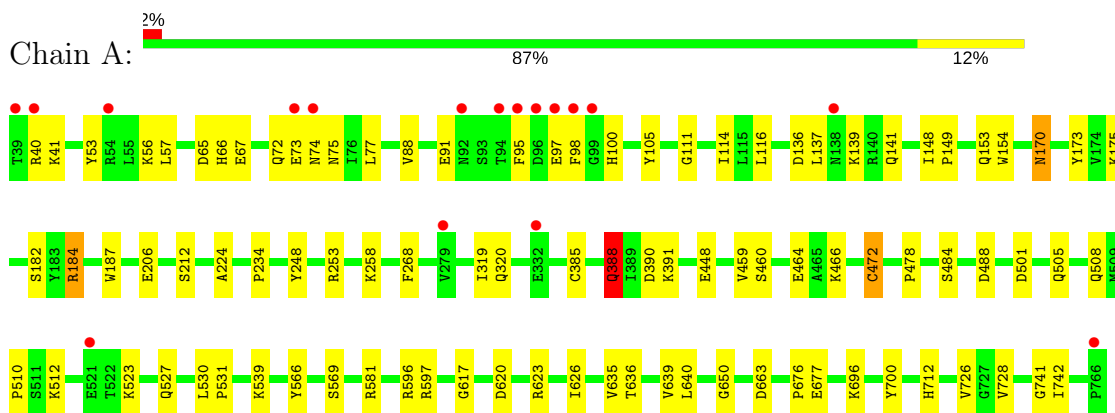 2%
Chain A:
87% 12%
T39 R40 K41 Y53 R54 L55 K56 L57 D65 H66 E67 Q72 E73 N74 N75 I76 L77 V88 E91 N92 S93 T94 F95 D96 E97 F98 G99 H100 Y105 G111 I114 L115 L116 D136 L137 N138 K139 R140 Q141 I148 P149 Q153 W154 N170 Y173 V174 K175
S182 Y183 R184 W187 E206 S212 A224 P234 Y248 R253 K258 F268 V279 I319 Q320 E332 C385 Q388 I389 D390 K391 E448 V459 S460 E464 A465 K466 C472 P478 S484 D488 D501 Q505 Q508 M509
P510 S511 K512 E521 T522 K523 Q527 L530 P531 K539 Y566 S569 R581 R596 R597 G617 D620 R623 I626 V635 T636 V639 L640 G650 D663 P676 E677 K696 Y700 H712 V726 G727 V728 G741 I742 P766